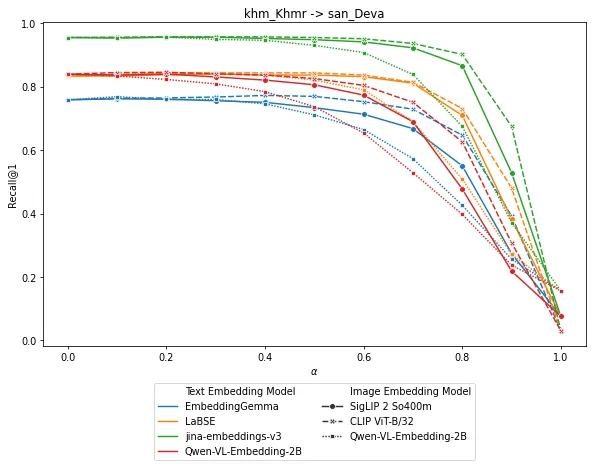 khm_Khmr -> san_Deva
1.0
0.8
0.6
0.4
0.2
0.0
Recall@1
0.0 0.2 0.4 0.6 0.8 1.0
α
Text Embedding Model
EmbeddingGemma
LaBSE
jina-embeddings-v3
Qwen-VL-Embedding-2B
Image Embedding Model
SigLIP 2 So400m
CLIP ViT-B/32
Qwen-VL-Embedding-2B